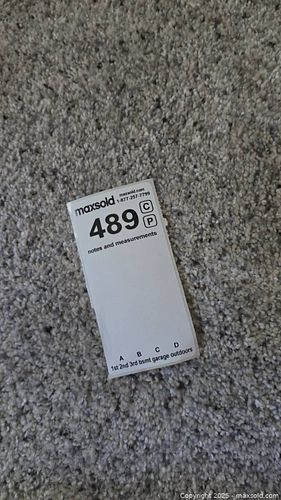 maxsold maxsold.com
1-877-257-7799
489 C
P
notes and measurements
A B C D
1st 2nd 3rd bsmt garage outdoors
Copyright 2025 - maxsold.com